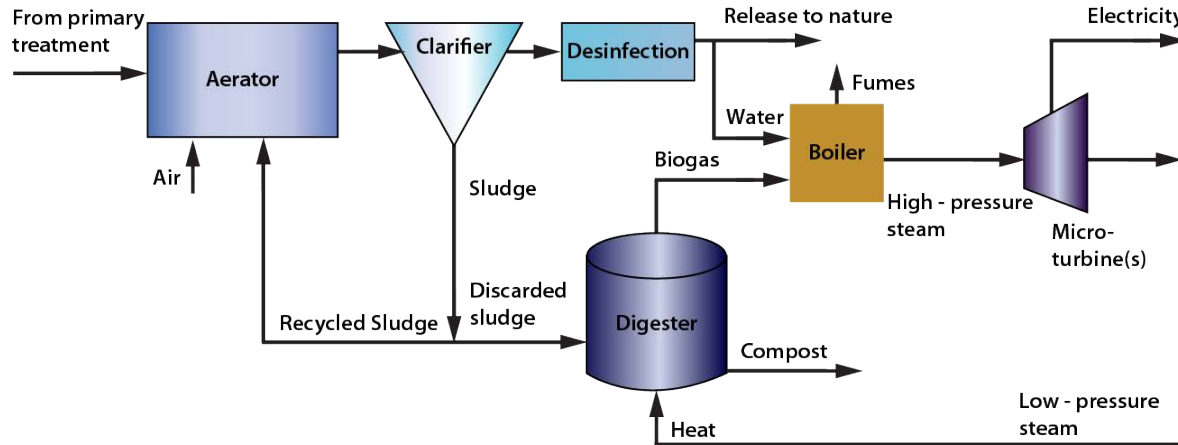 From primary
treatment
Aerator
Air
Clarifier
Desinfection
Release to nature
Water
Fumes
Boiler
Electricity
Biogas
Sludge
High - pressure
steam
Micro-
turbine(s)
Recycled Sludge
Discarded
sludge
Digester
Compost
Heat
Low - pressure
steam